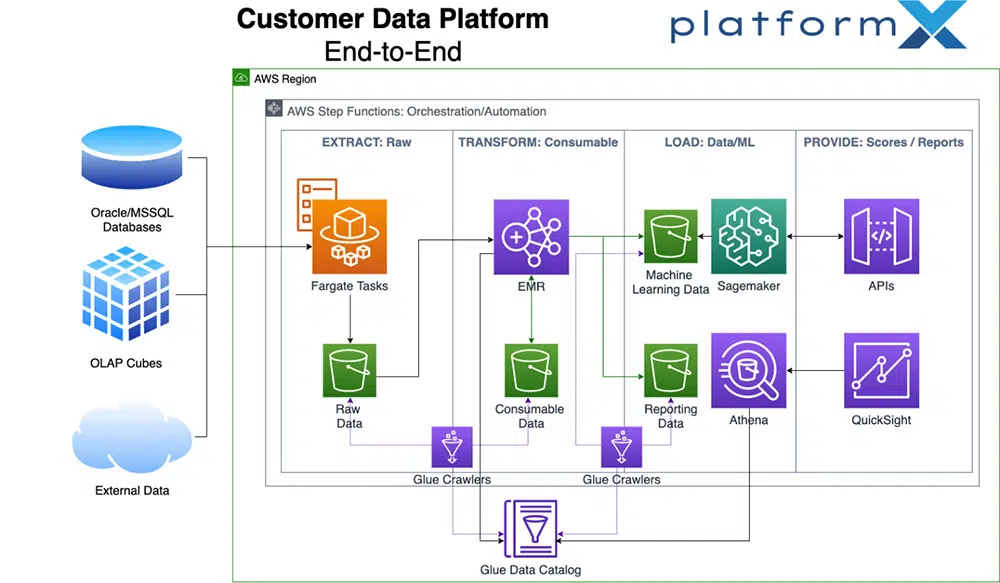 Customer Data Platform
End-to-End
platformX
AWS Region
AWS Step Functions: Orchestration/Automation
EXTRACT: Raw
TRANSFORM: Consumable
LOAD: Data/ML
PROVIDE: Scores / Reports
Oracle/MSSQL
Databases
OLAP Cubes
External Data
Fargate Tasks
Raw
Data
EMR
Consumable
Data
Machine
Learning Data
Sagemaker
APIs
Reporting
Data
Athena
QuickSight
Glue Crawlers
Glue Crawlers
Glue Data Catalog